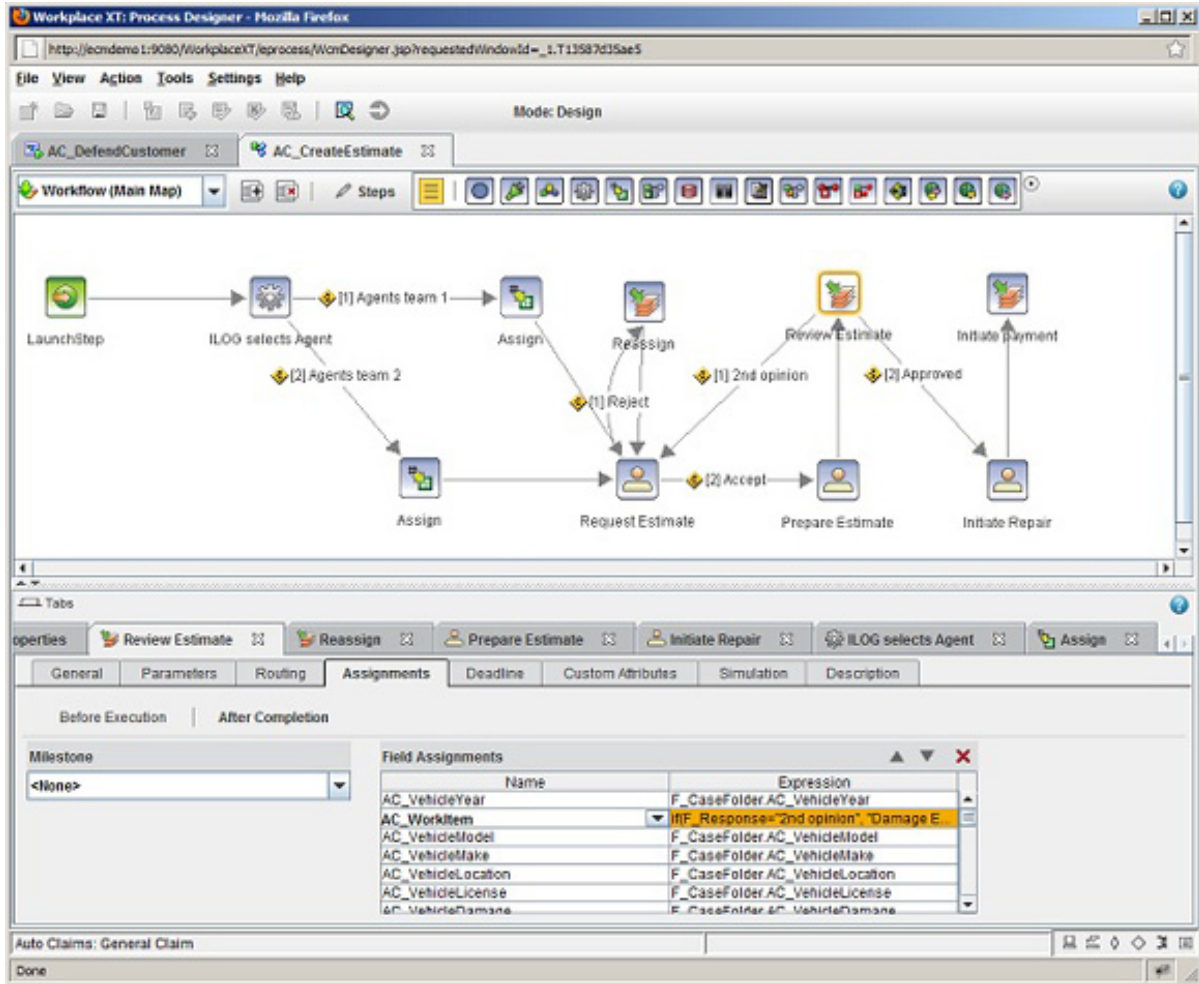 Workplace XT: Process Designer - Mozilla Firefox
http://ecmdemo1:9080/WorkplaceXT/eprocess/WcmDesigner.jsp?requestedWindowId=_1.T13587d35ae5
File View Action Tools Settings Help
Mode: Design
AC_DefendCustomer
AC_CreateEstimate
Workflow (Main Map)
Steps
LaunchStep
ILOG selects Agent
[1] Agents team 1
Assign
Reassign
Review Estimate
Initiate payment
[2] Agents team 2
[1] Reject
[1] 2nd opinion
[2] Approved
Assign
Request Estimate
[2] Accept
Prepare Estimate
Initiate Repair
Tabs
operties
Review Estimate
Reassign
Prepare Estimate
Initiate Repair
ILOG selects Agent
Assign
General
Parameters
Routing
Assignments
Deadline
Custom Attributes
Simulation
Description
Before Execution
After Completion
Milestone
<None>
Field Assignments
Name Expression
AC_VehicleYear F_CaseFolder.AC_VehicleYear
AC_WorkItem if(F_Response="2nd opinion", "Damage E...
AC_VehicleModel F_CaseFolder.AC_VehicleModel
AC_VehicleMake F_CaseFolder.AC_VehicleMake
AC_VehicleLocation F_CaseFolder.AC_VehicleLocation
AC_VehicleLicense F_CaseFolder.AC_VehicleLicense
AC_VehicleDamage F_CaseFolder.AC_VehicleDamage
Auto Claims: General Claim
Done